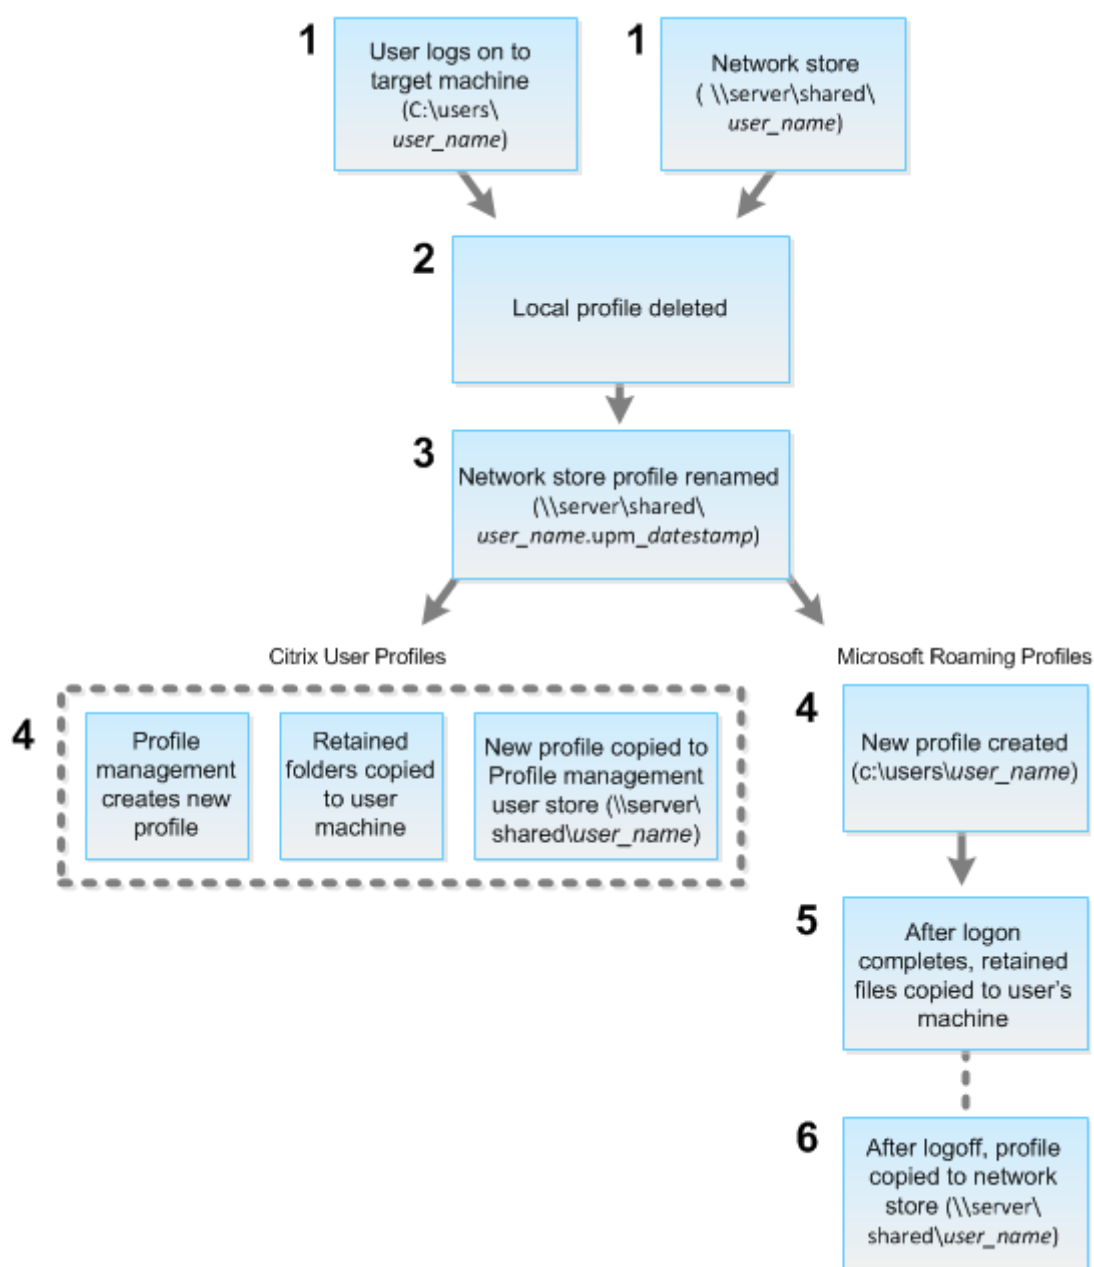 1
User logs on to
target machine
(C:\users\
user_name)
1
Network store
( \\server\shared\
user_name)
2
Local profile deleted
3
Network store profile renamed
(\\server\shared\
user_name.upm_datestamp)
Citrix User Profiles
4
Profile
management
creates new
profile
Retained
folders copied
to user
machine
New profile copied to
Profile management
user store (\\server\
shared\user_name)
Microsoft Roaming Profiles
4
New profile created
(c:\users\user_name)
5
After logon
completes, retained
files copied to user's
machine
6
After logoff, profile
copied to network
store (\\server\
shared\user_name)